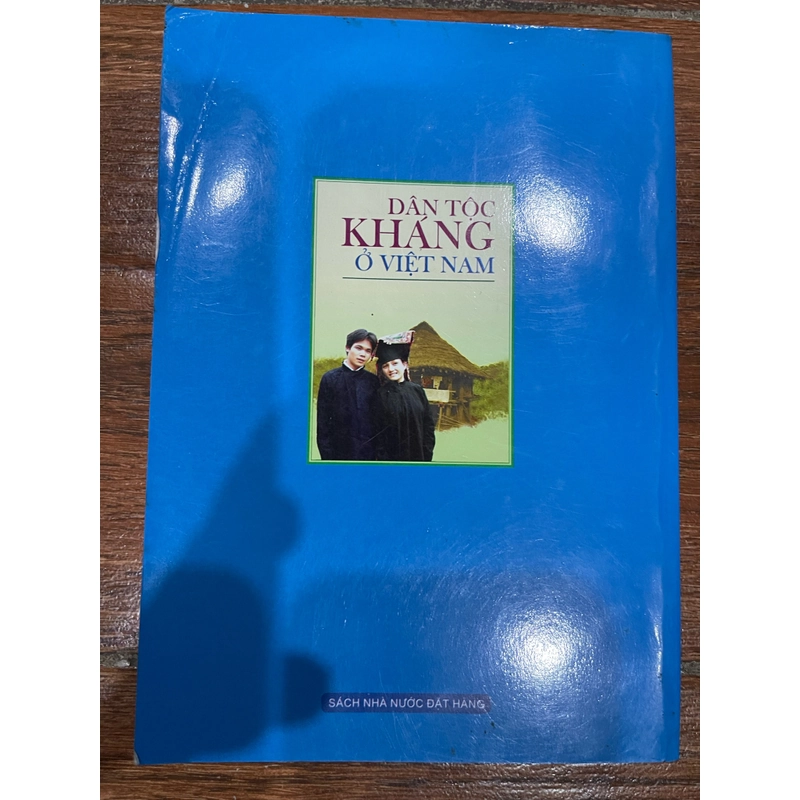 DÂN TỘC
KHÁNG
Ở VIỆT NAM
SÁCH NHÀ NƯỚC ĐẶT HÀNG